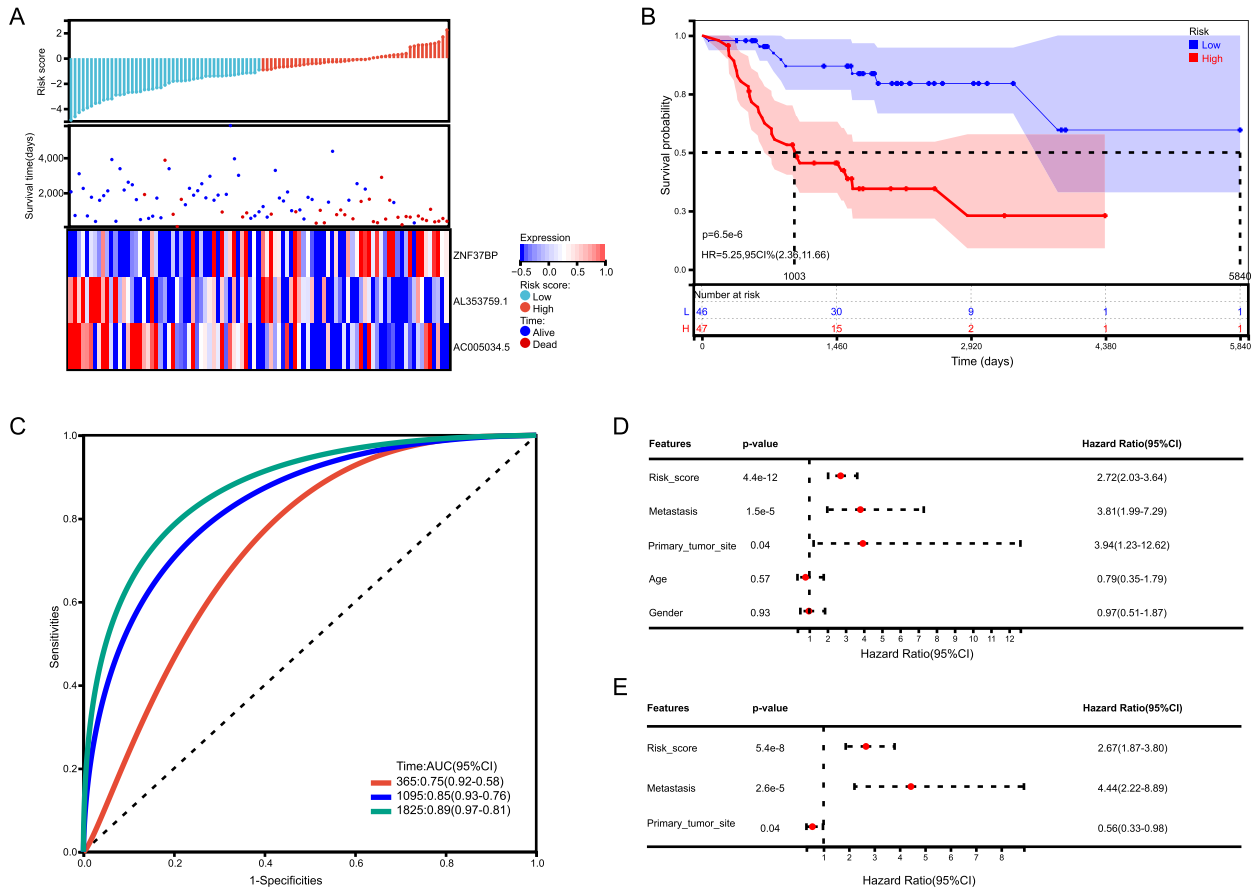 A
Risk score
2
0
−2
−4
Survival time(days)
4,000
2,000
ZNF37BP
AL353759.1
AC005034.5
Expression
−0.5 0.0 0.5 1.0
Risk score:
Low
High
Time:
Alive
Dead
B
Survival probability
1.0
0.8
0.5
0.3
0.0
Risk
Low
High
p=6.5e-6
HR=5.25,95CI%(2.36,11.66)
1003
5840
Number at risk
L 46 30 9 1 1
H 47 15 2 1 1
0 1,460 2,920 4,380 5,840
Time (days)
C
Sensitivities
1.0
0.8
0.6
0.4
0.2
0.0
Time:AUC(95%CI)
365:0.75(0.92-0.58)
1095:0.85(0.93-0.76)
1825:0.89(0.97-0.81)
0.0 0.2 0.4 0.6 0.8 1.0
1-Specificities
D
Features p-value Hazard Ratio(95%CI)
Risk_score 4.4e-12 2.72(2.03-3.64)
Metastasis 1.5e-5 3.81(1.99-7.29)
Primary_tumor_site 0.04 3.94(1.23-12.62)
Age 0.57 0.79(0.35-1.79)
Gender 0.93 0.97(0.51-1.87)
1 2 3 4 5 6 7 8 9 10 11 12
Hazard Ratio(95%CI)
E
Features p-value Hazard Ratio(95%CI)
Risk_score 5.4e-8 2.67(1.87-3.80)
Metastasis 2.6e-5 4.44(2.22-8.89)
Primary_tumor_site 0.04 0.56(0.33-0.98)
1 2 3 4 5 6 7 8
Hazard Ratio(95%CI)